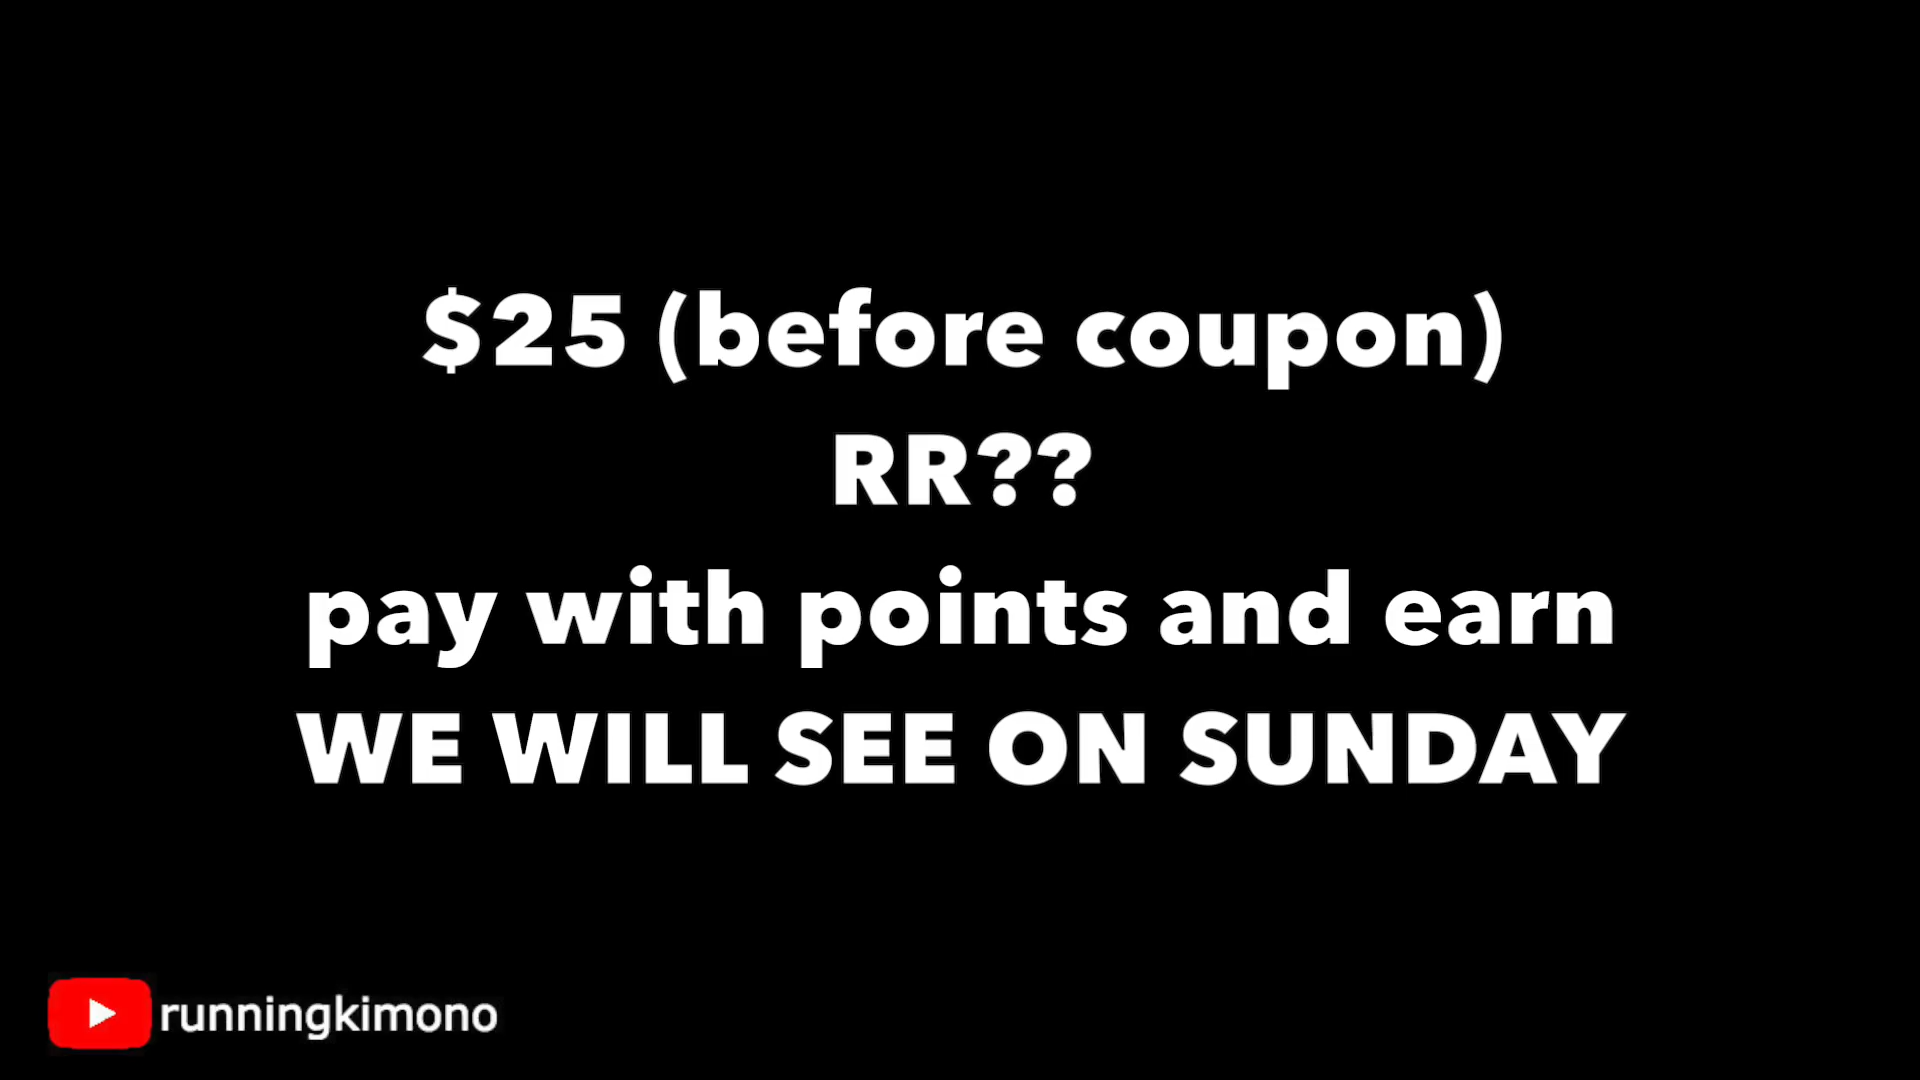 $25 (before coupon)
RR??
pay with points and earn
WE WILL SEE ON SUNDAY
runningkimono